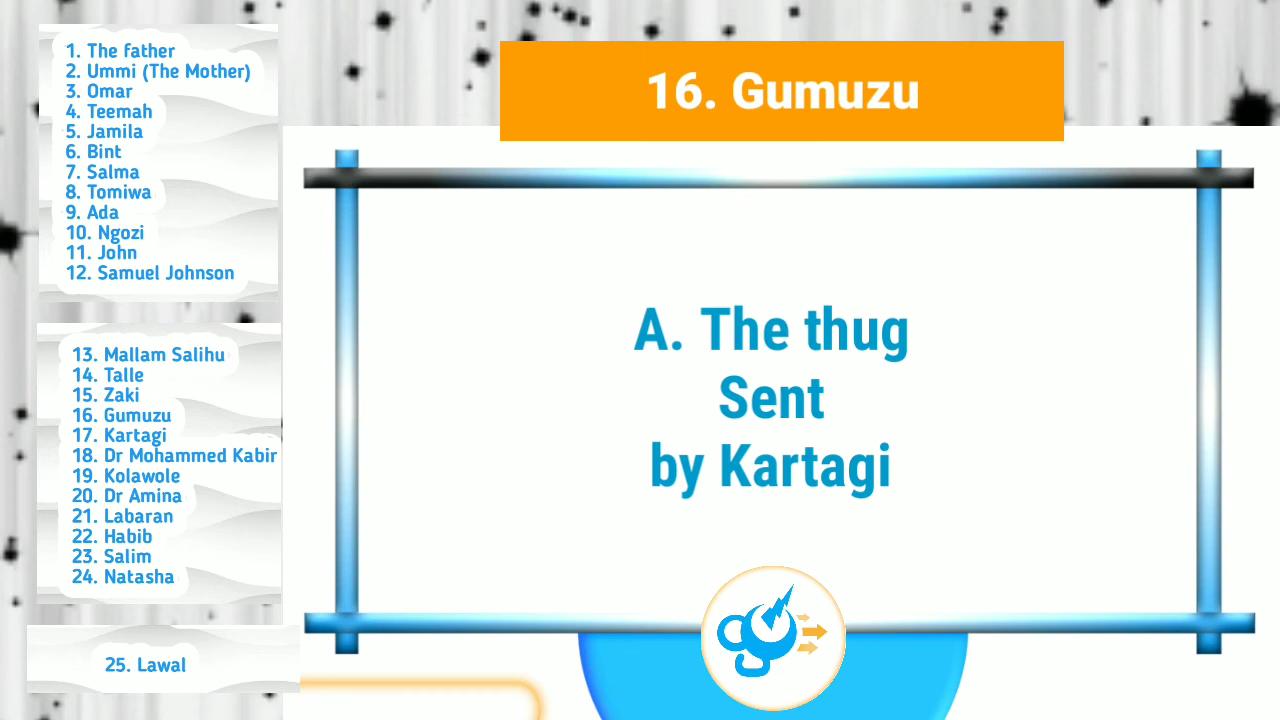 1. The father
2. Ummi (The Mother)
3. Omar
4. Teemah
5. Jamila
6. Bint
7. Salma
8. Tomiwa
9. Ada
10. Ngozi
11. John
12. Samuel Johnson
13. Mallam Salihu
14. Talle
15. Zaki
16. Gumuzu
17. Kartagi
18. Dr Mohammed Kabir
19. Kolawole
20. Dr Amina
21. Labaran
22. Habib
23. Salim
24. Natasha
25. Lawal
16. Gumuzu
A. The thug
Sent
by Kartagi